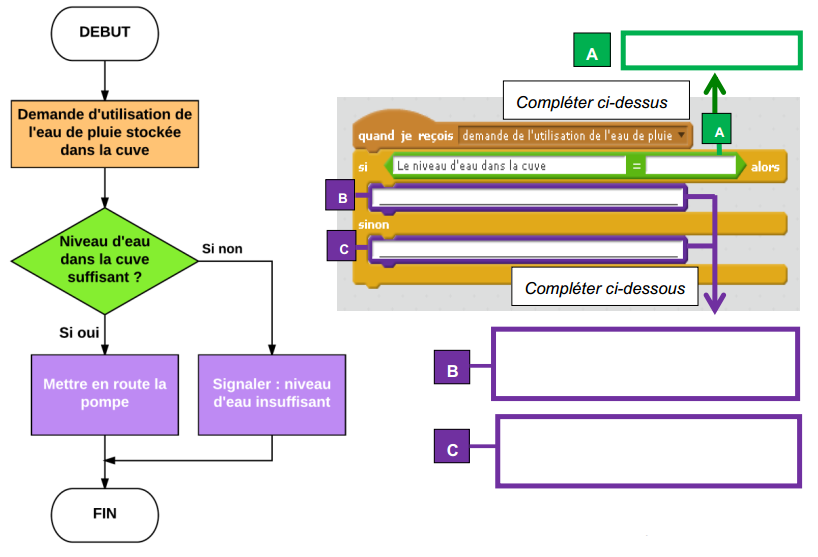 DEBUT
Demande d'utilisation de
l'eau de pluie stockée
dans la cuve
Niveau d'eau
dans la cuve
suffisant ?
Si non
Si oui
Mettre en route la
pompe
Signaler : niveau
d'eau insuffisant
FIN
A
Compléter ci-dessus
A
quand je reçois demande de l'utilisation de l'eau de pluie
si Le niveau d'eau dans la cuve = alors
B
sinon
C
Compléter ci-dessous
B
C